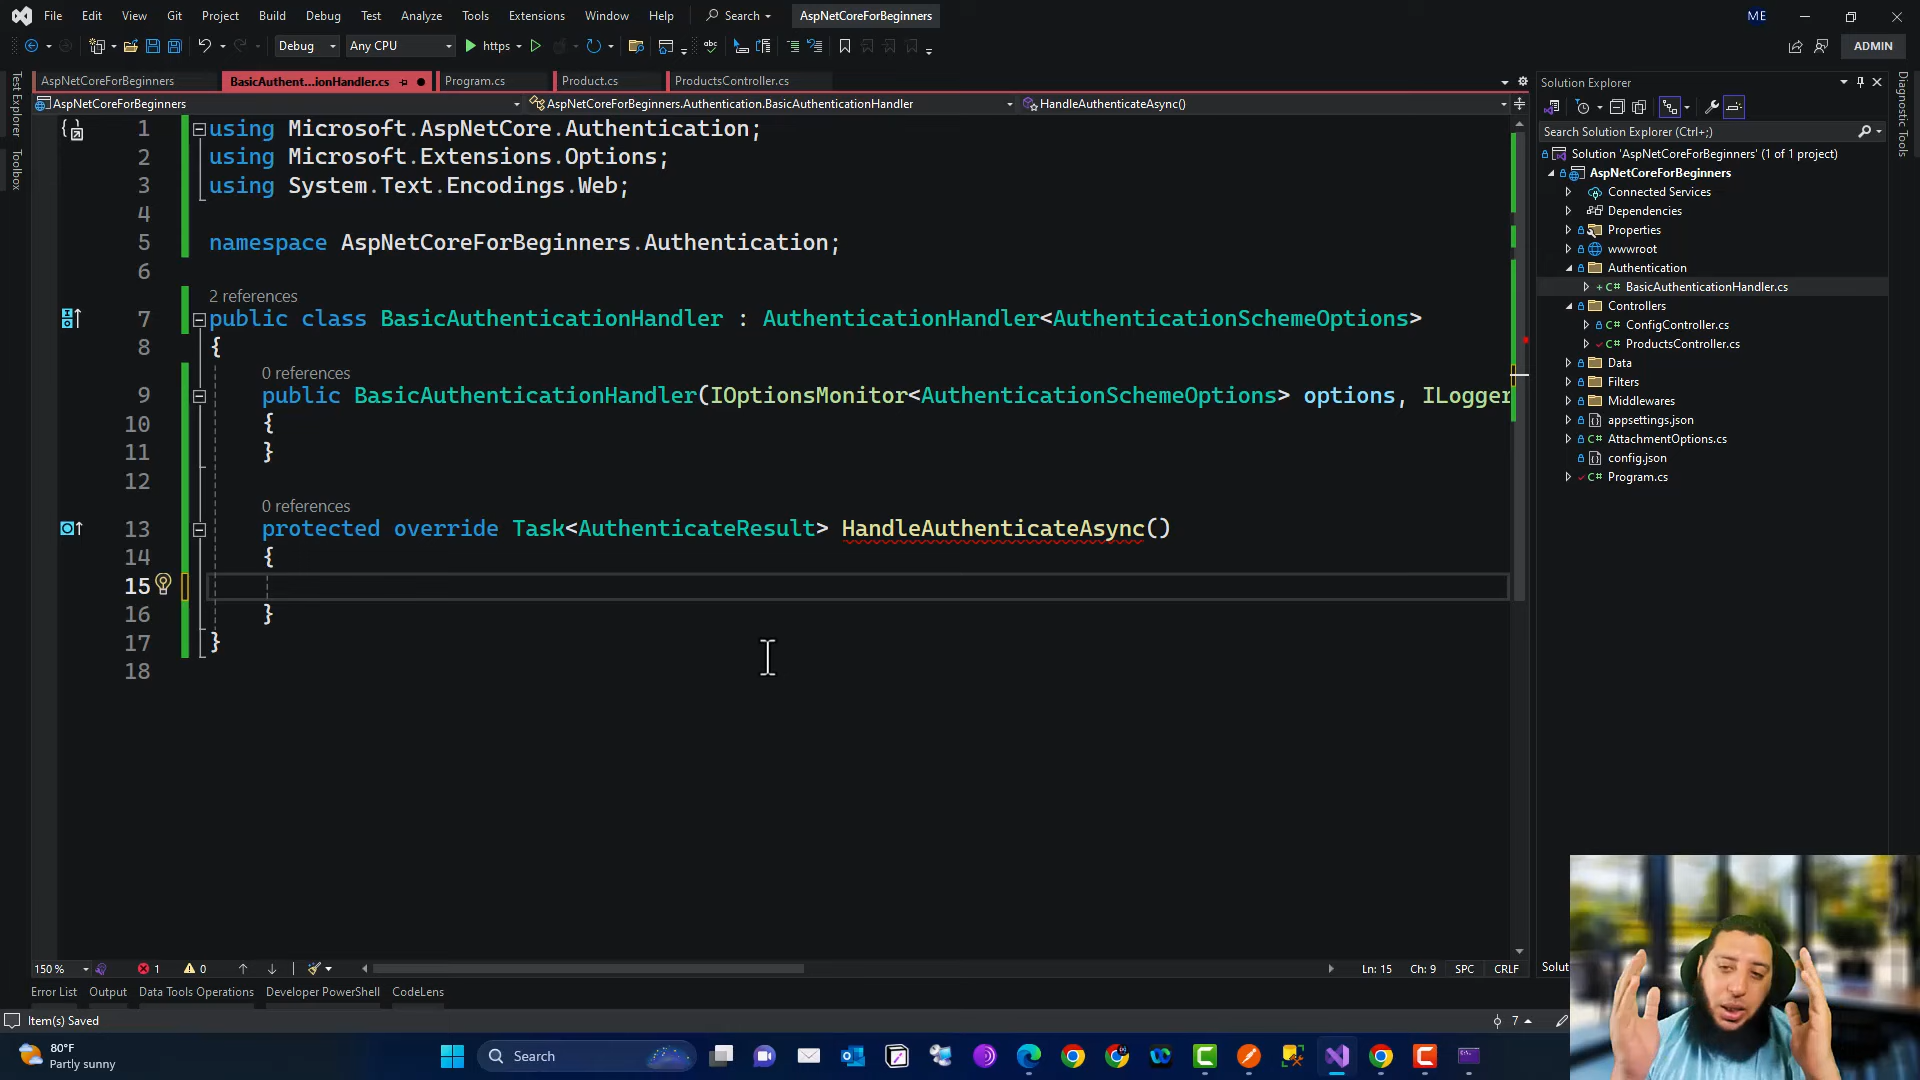 File Edit View Git Project Build Debug Test Analyze Tools Extensions Window Help Search AspNetCoreForBeginners ME
Debug Any CPU https ADMIN
AspNetCoreForBeginners BasicAuthent...ionHandler.cs Program.cs Product.cs ProductsController.cs
AspNetCoreForBeginners AspNetCoreForBeginners.Authentication.BasicAuthenticationHandler HandleAuthenticateAsync()
Test Explorer
Toolbox
1 using Microsoft.AspNetCore.Authentication;
2 using Microsoft.Extensions.Options;
3 using System.Text.Encodings.Web;
4
5 namespace AspNetCoreForBeginners.Authentication;
6
2 references
7 public class BasicAuthenticationHandler : AuthenticationHandler<AuthenticationSchemeOptions>
8 {
0 references
9 public BasicAuthenticationHandler(IOptionsMonitor<AuthenticationSchemeOptions> options, ILogger
10 {
11 }
12
0 references
13 protected override Task<AuthenticateResult> HandleAuthenticateAsync()
14 {
15
16 }
17 }
18
150 % 1 0 Ln: 15 Ch: 9 SPC CRLF
Error List Output Data Tools Operations Developer PowerShell CodeLens
Item(s) Saved 7
Solution Explorer
Search Solution Explorer (Ctrl+;)
Solution 'AspNetCoreForBeginners' (1 of 1 project)
AspNetCoreForBeginners
Connected Services
Dependencies
Properties
wwwroot
Authentication
BasicAuthenticationHandler.cs
Controllers
ConfigController.cs
ProductsController.cs
Data
Filters
Middlewares
appsettings.json
AttachmentOptions.cs
config.json
Program.cs
Solut
Diagnostic Tools
80°F
Partly sunny
Search